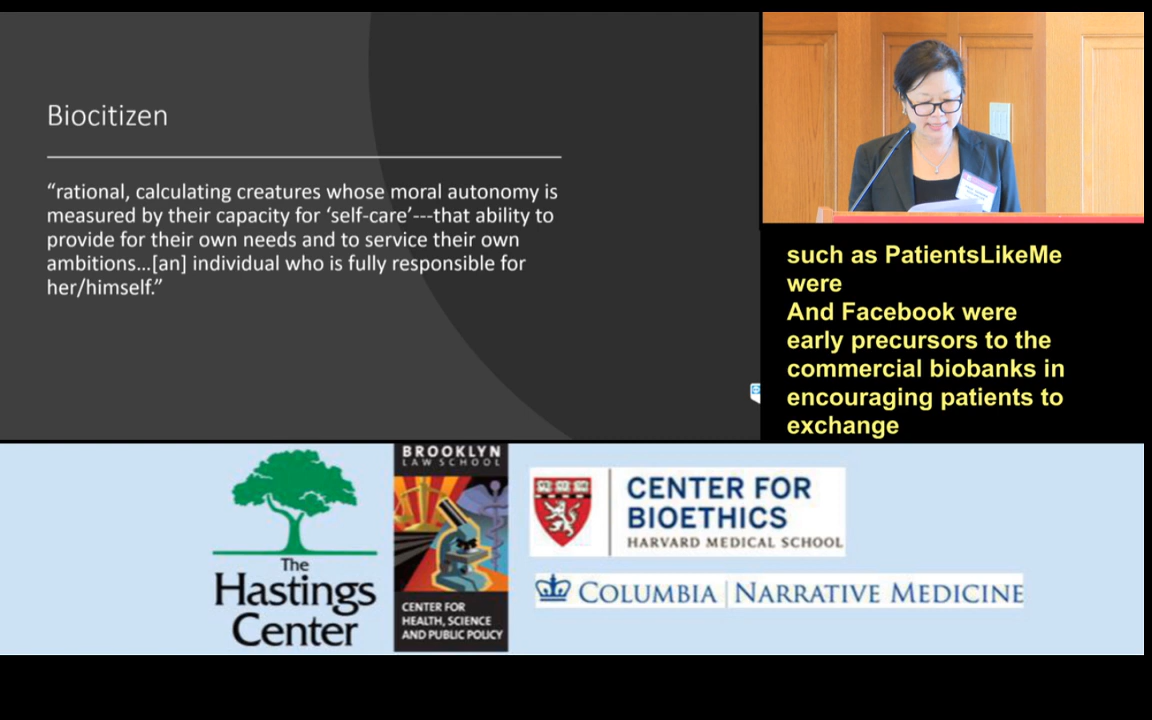 Biocitizen
“rational, calculating creatures whose moral autonomy is
measured by their capacity for ‘self-care’---that ability to
provide for their own needs and to service their own
ambitions…[an] individual who is fully responsible for
her/himself.”
such as PatientsLikeMe
were
And Facebook were
early precursors to the
commercial biobanks in
encouraging patients to
exchange
The
Hastings
Center
BROOKLYN
LAW SCHOOL
CENTER FOR
HEALTH, SCIENCE
AND PUBLIC POLICY
CENTER FOR
BIOETHICS
HARVARD MEDICAL SCHOOL
COLUMBIA | NARRATIVE MEDICINE